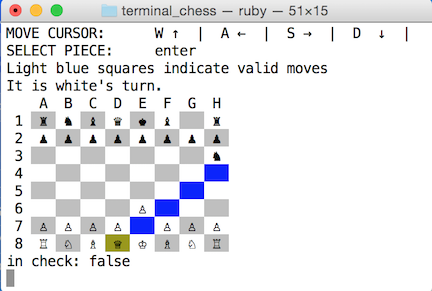 terminal_chess — ruby — 51×15
MOVE CURSOR: W ↑ | A ← | S → | D ↓ |
SELECT PIECE: enter
Light blue squares indicate valid moves
It is white's turn.
A B C D E F G H
1 ♜ ♞ ♝ ♛ ♚ ♝ ♜
2 ♟ ♟ ♟ ♟ ♟ ♟ ♟ ♟
3 ♞
4
5
6 ♙
7 ♙ ♙ ♙ ♙ ♙ ♙ ♙
8 ♖ ♘ ♗ ♛ ♔ ♗ ♘ ♖
in check: false